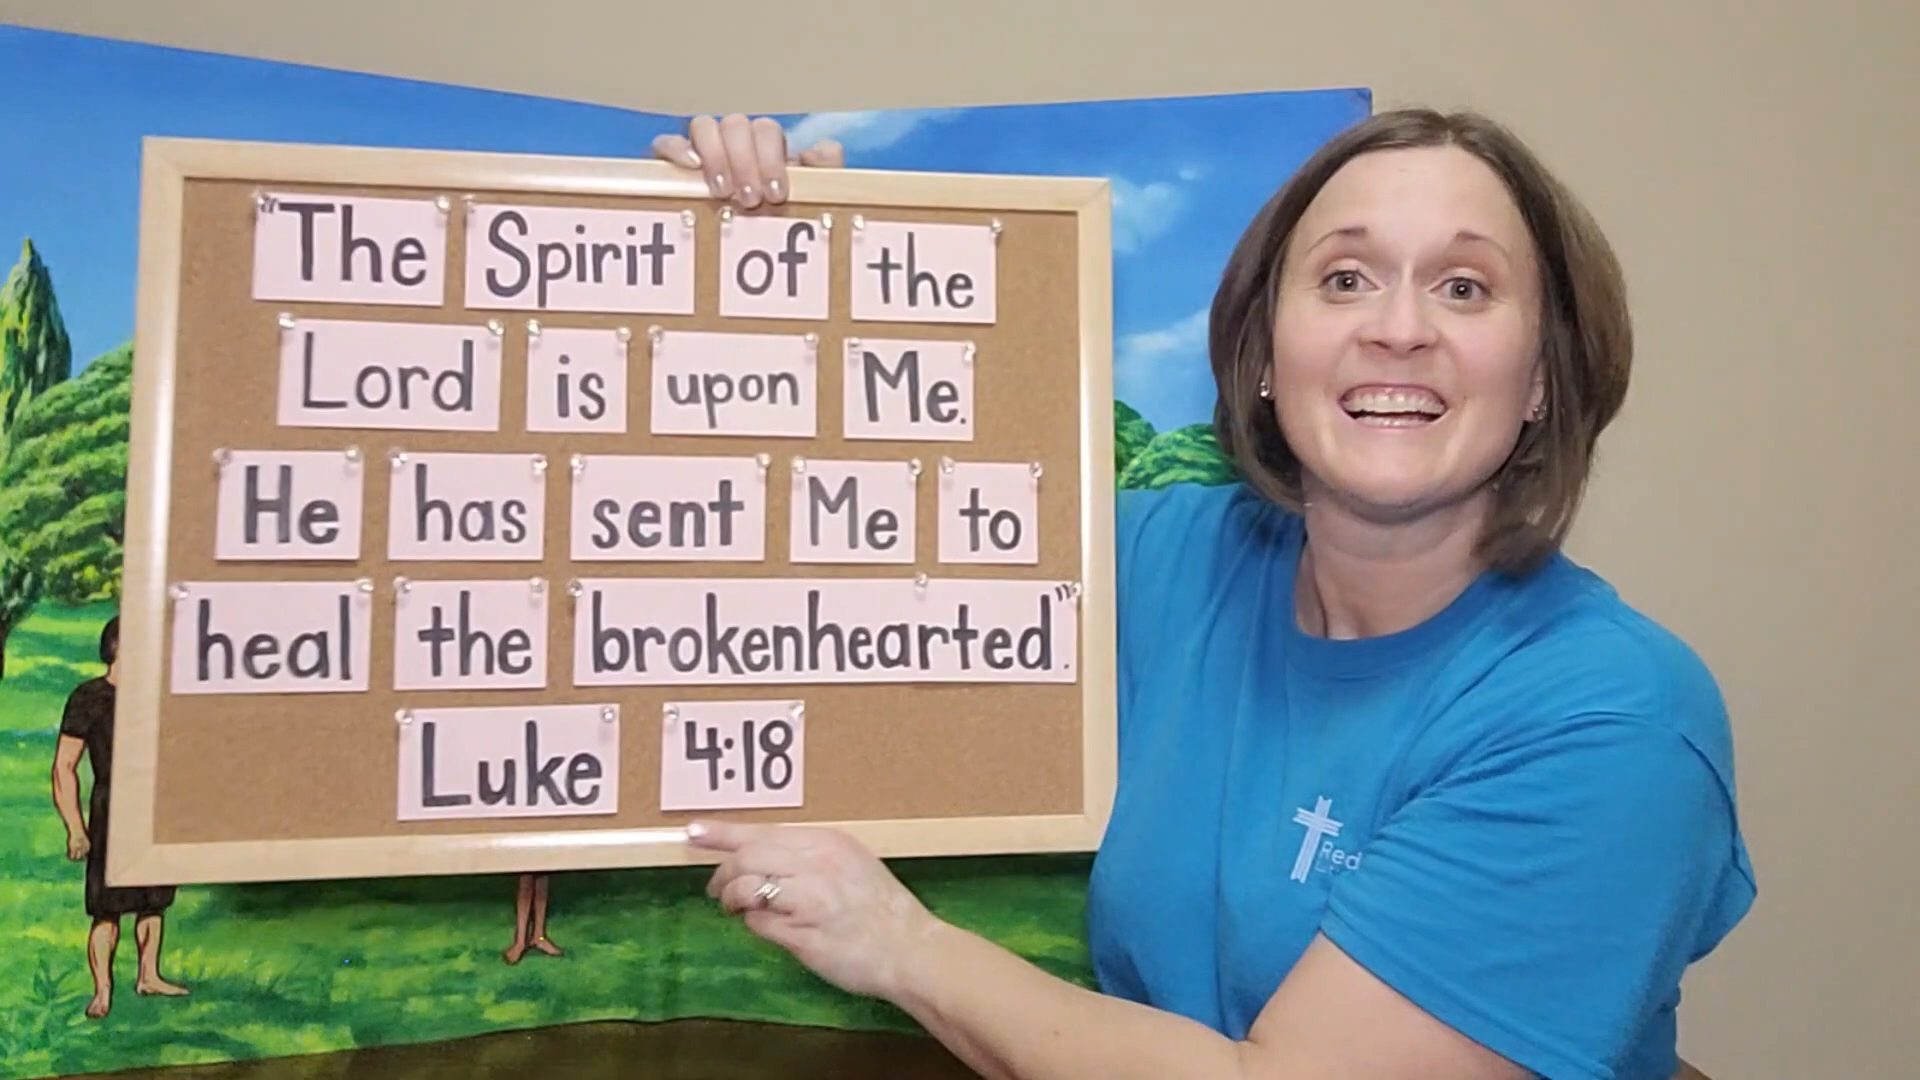 "The Spirit of the
Lord is upon Me.
He has sent Me to
heal the brokenhearted".
Luke 4:18
Red